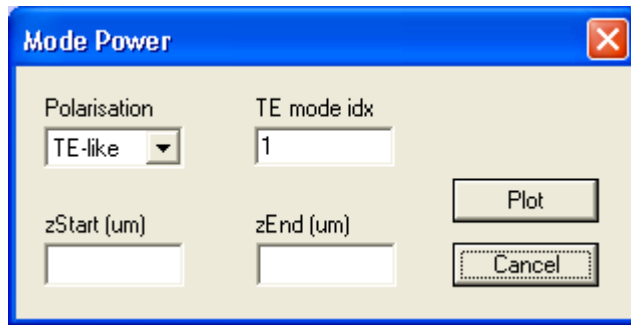 Mode Power
Polarisation
TE mode idx
TE-like
1
Plot
zStart (um)
zEnd (um)
Cancel